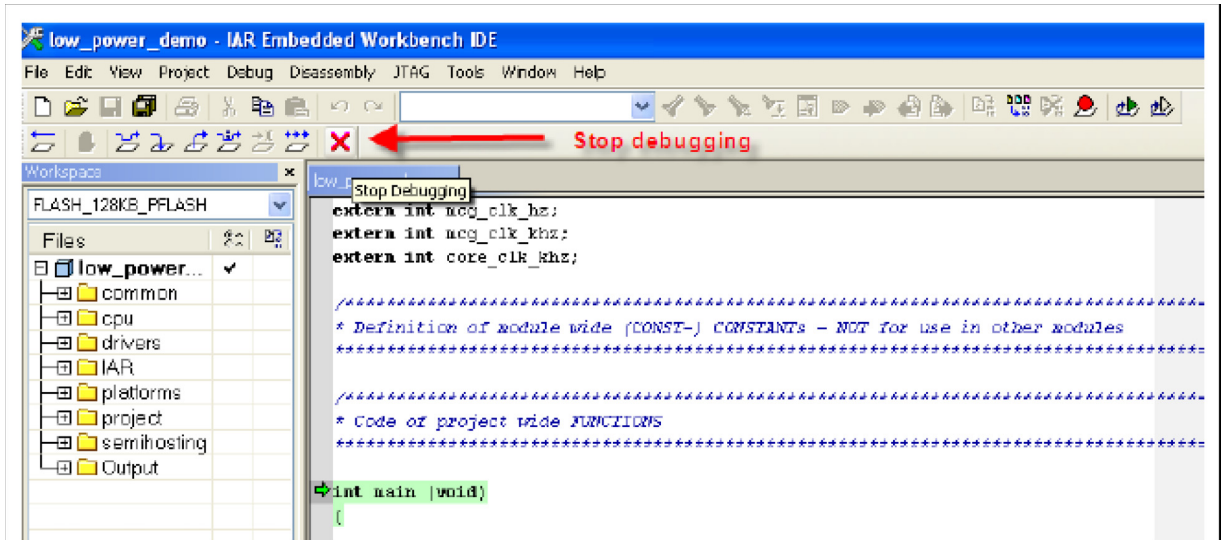 low_power_demo - IAR Embedded Workbench IDE
File Edit View Project Debug Disassembly JTAG Tools Window Help
Stop debugging
Workspace
Stop Debugging
FLASH_128KB_PFLASH
Files
low_power...
common
cpu
drivers
IAR
platforms
project
semihosting
Output
extern int mcg_clk_hz;
extern int mcg_clk_khz;
extern int core_clk_khz;
* Definition of module wide (CONST-) CONSTANTs - NOT for use in other modules
* Code of project wide FUNCTIONS
int main (void)
{